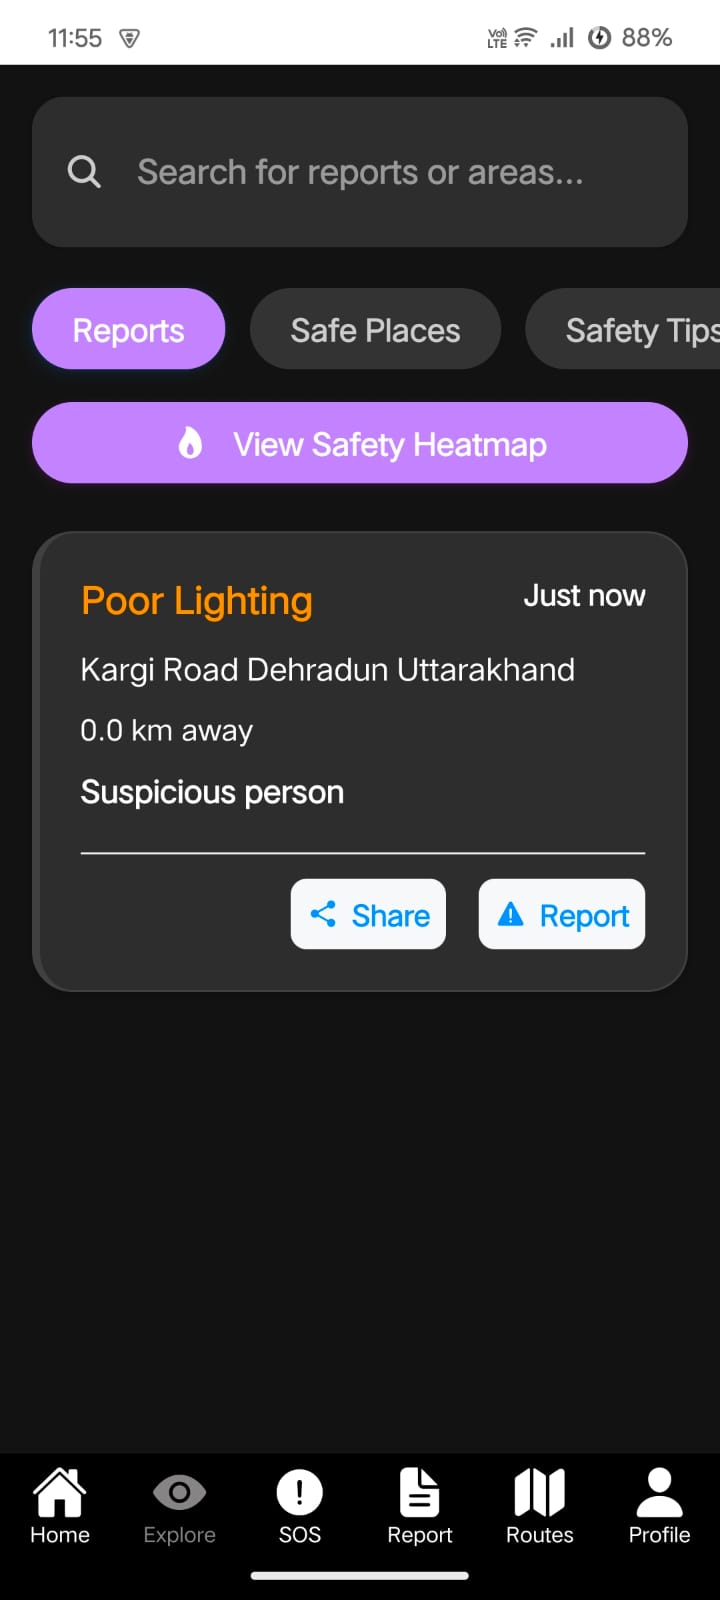 11:55
Vo) LTE 88%
Search for reports or areas...
Reports Safe Places Safety Tips
View Safety Heatmap
Poor Lighting Just now
Kargi Road Dehradun Uttarakhand
0.0 km away
Suspicious person
Share Report
Home Explore SOS Report Routes Profile